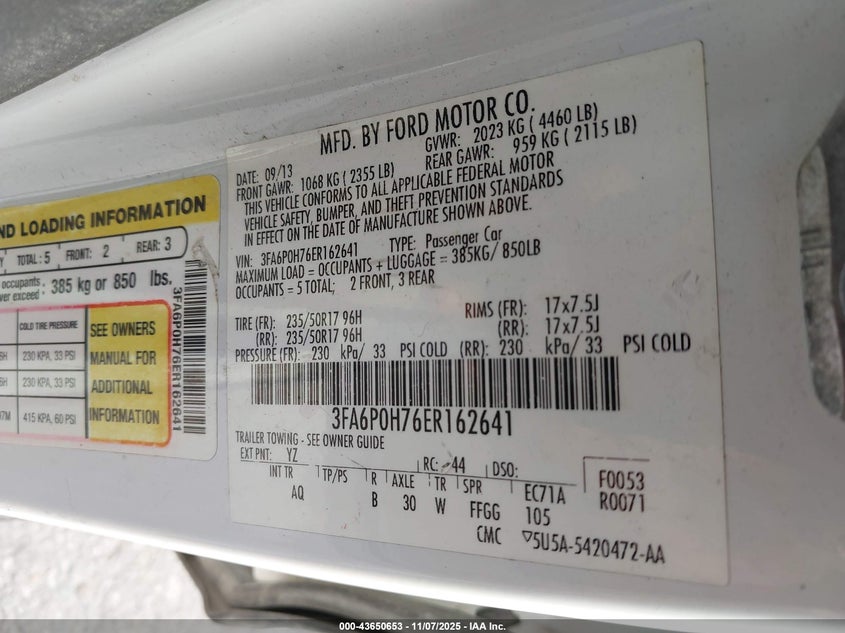 MFD. BY FORD MOTOR CO.
DATE: 09/13
GVWR: 2023 KG ( 4460 LB)
FRONT GAWR: 1068 KG ( 2355 LB)
REAR GAWR: 959 KG ( 2115 LB)
THIS VEHICLE CONFORMS TO ALL APPLICABLE FEDERAL MOTOR
VEHICLE SAFETY, BUMPER, AND THEFT PREVENTION STANDARDS
IN EFFECT ON THE DATE OF MANUFACTURE SHOWN ABOVE.
VIN: 3FA6P0H76ER162641 TYPE: Passenger Car
MAXIMUM LOAD = OCCUPANTS + LUGGAGE = 385KG/ 850LB
OCCUPANTS = 5 TOTAL; 2 FRONT, 3 REAR
TIRE (FR): 235/50R17 96H RIMS (FR): 17x7.5J
(RR): 235/50R17 96H (RR): 17x7.5J
PRESSURE (FR): 230 kPa/ 33 PSI COLD (RR): 230 kPa/ 33 PSI COLD
3FA6P0H76ER162641
TRAILER TOWING - SEE OWNER GUIDE
EXT PNT: YZ RC: 44 DSO:
INT TR TP/PS R AXLE TR SPR EC71A F0053
AQ B 30 W FFGG 105 R0071
CMC 5U5A-5420472-AA
ND LOADING INFORMATION
TOTAL: 5 FRONT: 2 REAR: 3
occupants
ver exceed : 385 kg or 850 lbs.
COLD TIRE PRESSURE
6H 230 KPA, 33 PSI
6H 230 KPA, 33 PSI
97M 415 KPA, 60 PSI
SEE OWNERS
MANUAL FOR
ADDITIONAL
INFORMATION
3FA6P0H76ER162641
000-43650653 - 11/07/2025 - IAA Inc.